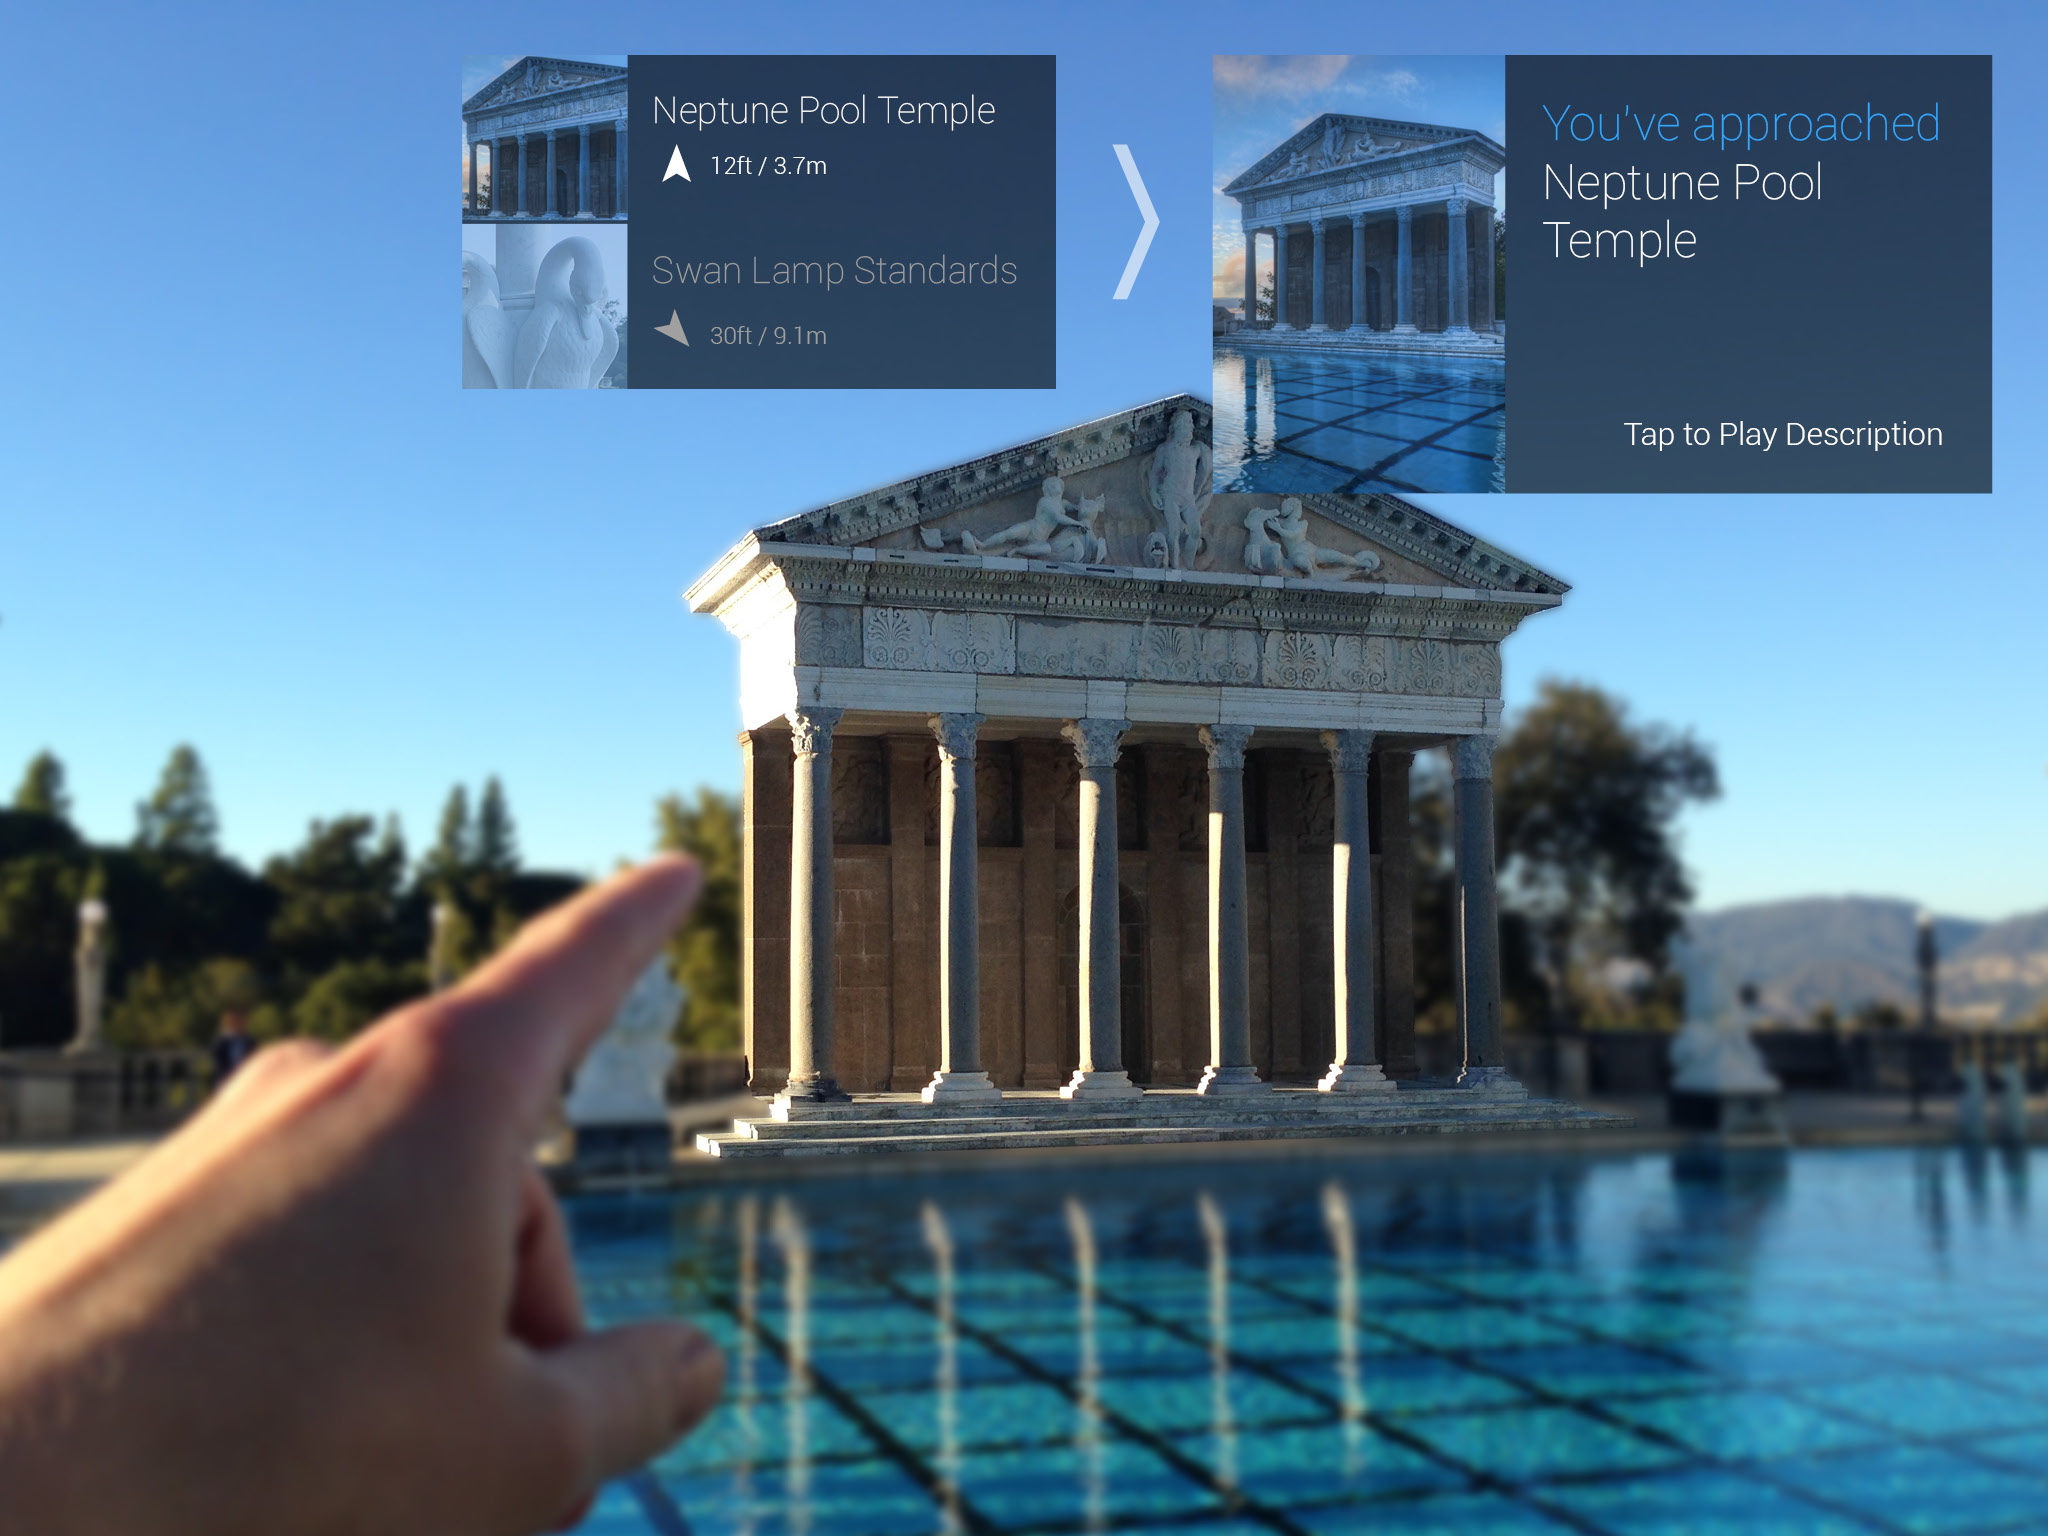 Neptune Pool Temple
12ft / 3.7m
Swan Lamp Standards
30ft / 9.1m
You've approached
Neptune Pool
Temple
Tap to Play Description